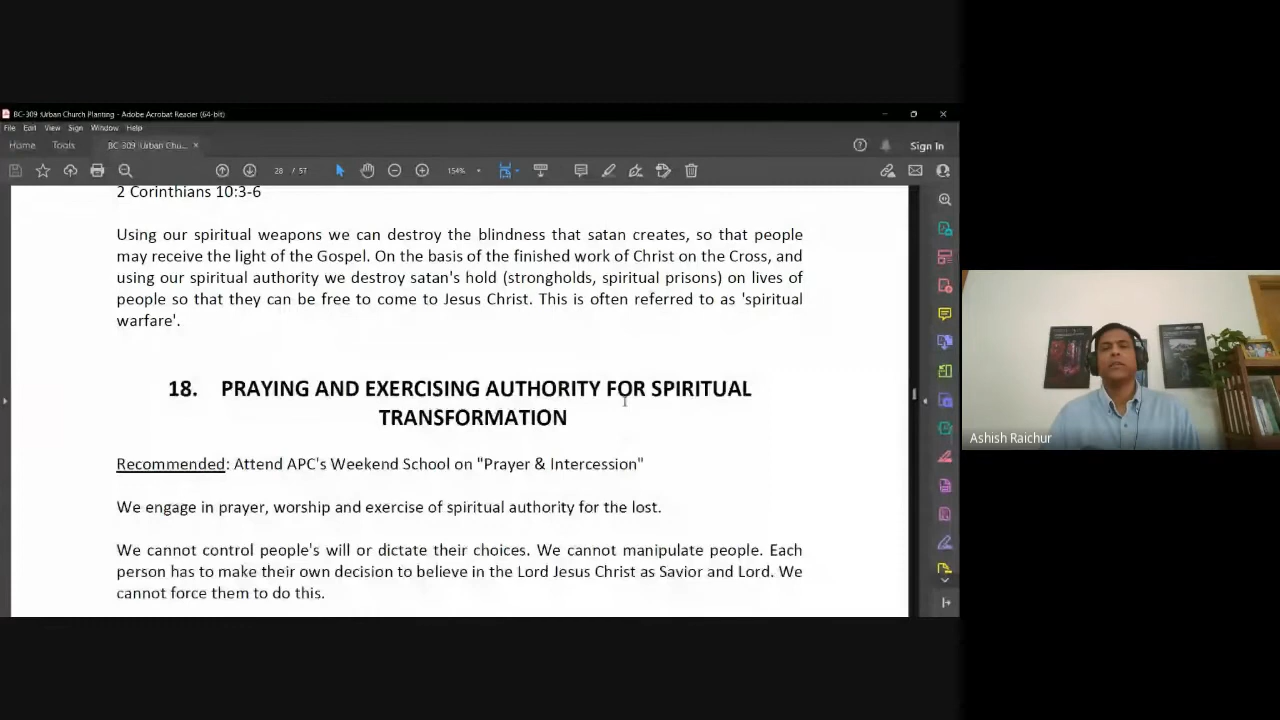 BC-309 :Urban Church Planting - Adobe Acrobat Reader (64-bit)
File Edit View Sign Window Help
Home Tools BC-309 :Urban Chu... × Sign In
28 / 57 154%
2 Corinthians 10:3-6
Using our spiritual weapons we can destroy the blindness that satan creates, so that people
may receive the light of the Gospel. On the basis of the finished work of Christ on the Cross, and
using our spiritual authority we destroy satan's hold (strongholds, spiritual prisons) on lives of
people so that they can be free to come to Jesus Christ. This is often referred to as 'spiritual
warfare'.
18. PRAYING AND EXERCISING AUTHORITY FOR SPIRITUAL
TRANSFORMATION
Recommended: Attend APC's Weekend School on "Prayer & Intercession"
We engage in prayer, worship and exercise of spiritual authority for the lost.
We cannot control people's will or dictate their choices. We cannot manipulate people. Each
person has to make their own decision to believe in the Lord Jesus Christ as Savior and Lord. We
cannot force them to do this.
Ashish Raichur